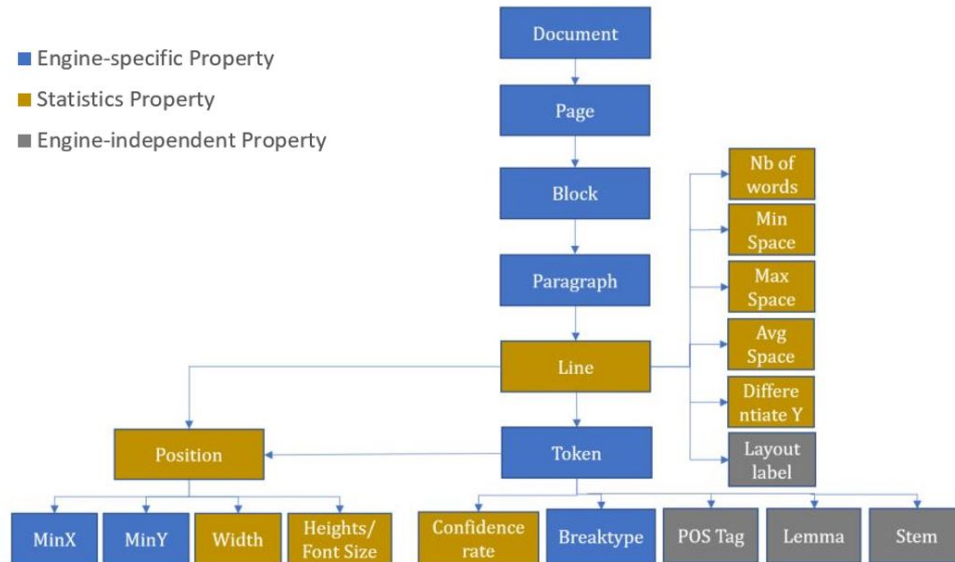 Document
Engine-specific Property
Statistics Property
Engine-independent Property
Page
Block
Paragraph
Line
Nb of
words
Min
Space
Max
Space
Avg
Space
Differe
ntiate Y
Layout
label
Position
Token
MinX
MinY
Width
Heights/
Font Size
Confidence
rate
Breaktype
POS Tag
Lemma
Stem